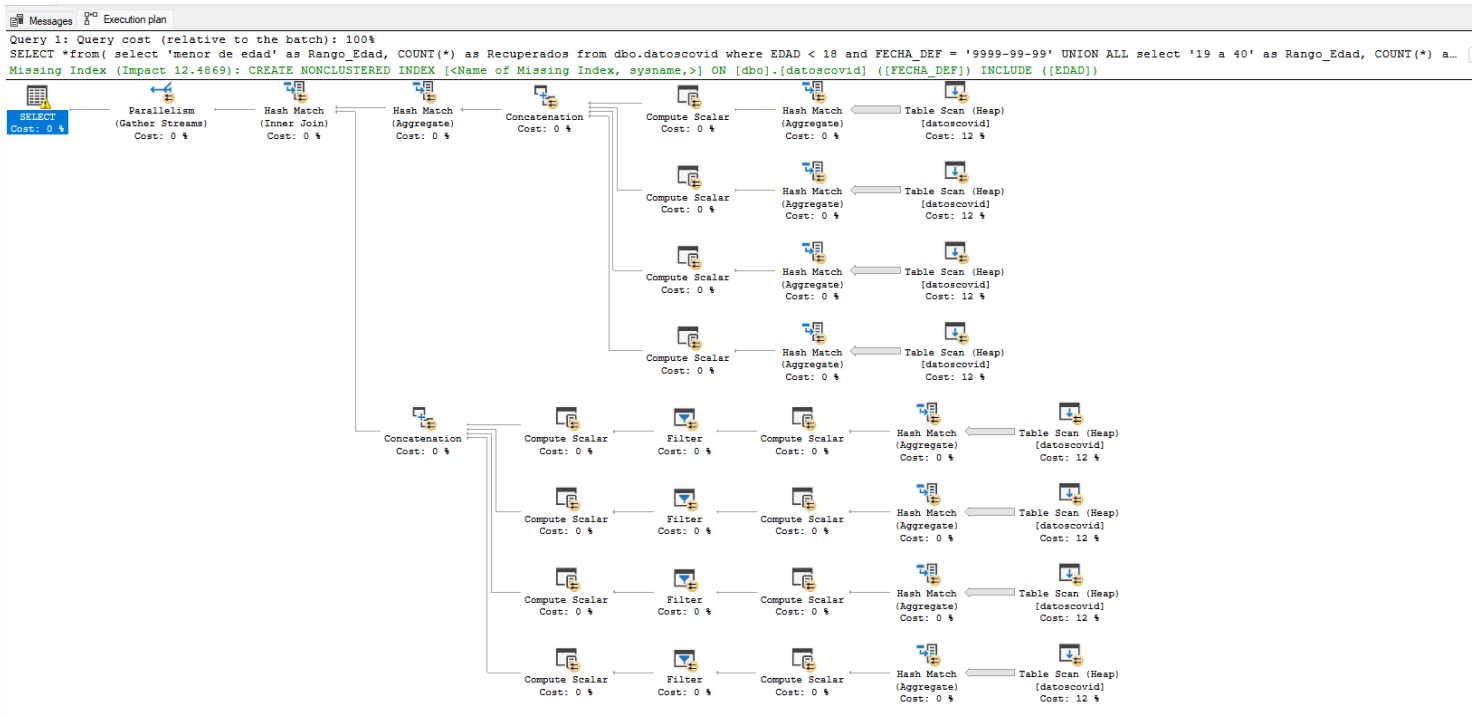 Messages Execution plan
Query 1: Query cost (relative to the batch): 100%
SELECT *from( select 'menor de edad' as Rango_Edad, COUNT(*) as Recuperados from dbo.datoscovid where EDAD < 18 and FECHA_DEF = '9999-99-99' UNION ALL select '19 a 40' as Rango_Edad, COUNT(*) a...
Missing Index (Impact 12.4869): CREATE NONCLUSTERED INDEX [<Name of Missing Index, sysname,>] ON [dbo].[datoscovid] ([FECHA_DEF]) INCLUDE ([EDAD])
SELECT
Cost: 0 %
Parallelism
(Gather Streams)
Cost: 0 %
Hash Match
(Inner Join)
Cost: 0 %
Hash Match
(Aggregate)
Cost: 0 %
Concatenation
Cost: 0 %
Compute Scalar
Cost: 0 %
Hash Match
(Aggregate)
Cost: 0 %
Table Scan (Heap)
[datoscovid]
Cost: 12 %
Compute Scalar
Cost: 0 %
Hash Match
(Aggregate)
Cost: 0 %
Table Scan (Heap)
[datoscovid]
Cost: 12 %
Compute Scalar
Cost: 0 %
Hash Match
(Aggregate)
Cost: 0 %
Table Scan (Heap)
[datoscovid]
Cost: 12 %
Compute Scalar
Cost: 0 %
Hash Match
(Aggregate)
Cost: 0 %
Table Scan (Heap)
[datoscovid]
Cost: 12 %
Concatenation
Cost: 0 %
Compute Scalar
Cost: 0 %
Filter
Cost: 0 %
Compute Scalar
Cost: 0 %
Hash Match
(Aggregate)
Cost: 0 %
Table Scan (Heap)
[datoscovid]
Cost: 12 %
Compute Scalar
Cost: 0 %
Filter
Cost: 0 %
Compute Scalar
Cost: 0 %
Hash Match
(Aggregate)
Cost: 0 %
Table Scan (Heap)
[datoscovid]
Cost: 12 %
Compute Scalar
Cost: 0 %
Filter
Cost: 0 %
Compute Scalar
Cost: 0 %
Hash Match
(Aggregate)
Cost: 0 %
Table Scan (Heap)
[datoscovid]
Cost: 12 %
Compute Scalar
Cost: 0 %
Filter
Cost: 0 %
Compute Scalar
Cost: 0 %
Hash Match
(Aggregate)
Cost: 0 %
Table Scan (Heap)
[datoscovid]
Cost: 12 %